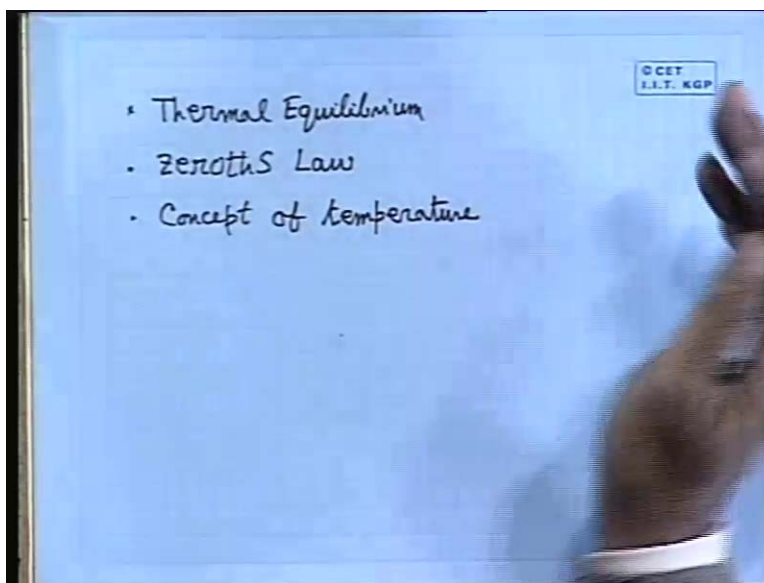 © CET
I.I.T. KGP
* Thermal Equilibrium
. Zeroths Law
. Concept of temperature